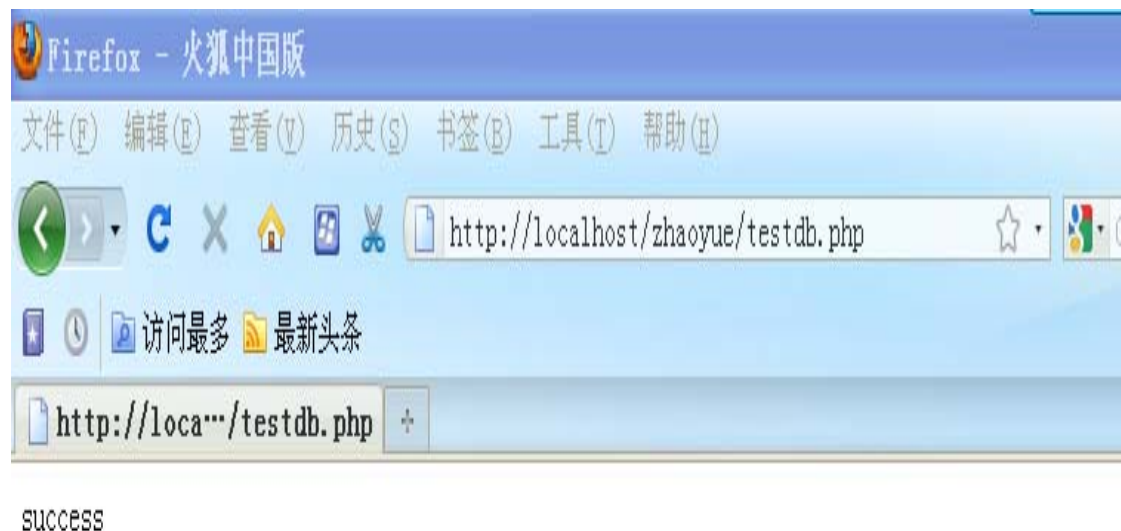 Firefox - 火狐中国版
文件(F) 编辑(E) 查看(V) 历史(S) 书签(B) 工具(T) 帮助(H)
http://localhost/zhaoyue/testdb.php
访问最多 最新头条
http://loca…/testdb.php
success